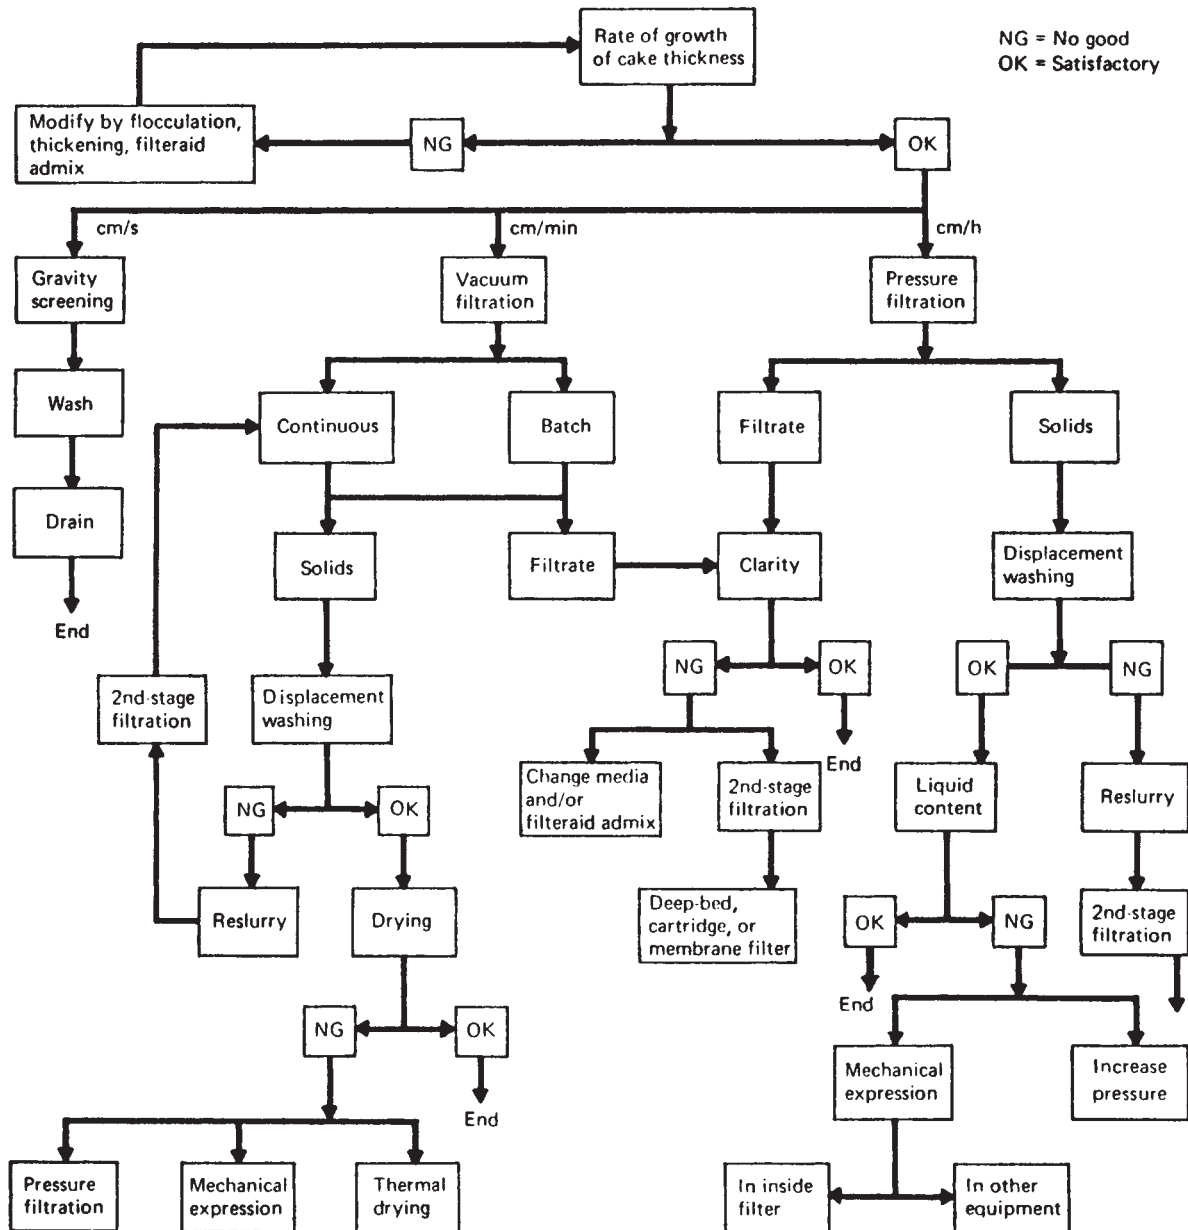 Rate of growth
of cake thickness
NG = No good
OK = Satisfactory
Modify by flocculation,
thickening, filteraid
admix
NG
OK
cm/s
cm/min
cm/h
Gravity
screening
Vacuum
filtration
Pressure
filtration
Wash
Continuous
Batch
Filtrate
Solids
Drain
Solids
Filtrate
Clarity
Displacement
washing
End
NG
OK
OK
NG
2nd-stage
filtration
Displacement
washing
End
Change media
and/or
filteraid admix
2nd-stage
filtration
Liquid
content
Reslurry
NG
OK
Reslurry
Drying
Deep-bed,
cartridge, or
membrane filter
OK
NG
2nd-stage
filtration
End
NG
OK
Mechanical
expression
Increase
pressure
End
Pressure
filtration
Mechanical
expression
Thermal
drying
In inside
filter
In other
equipment